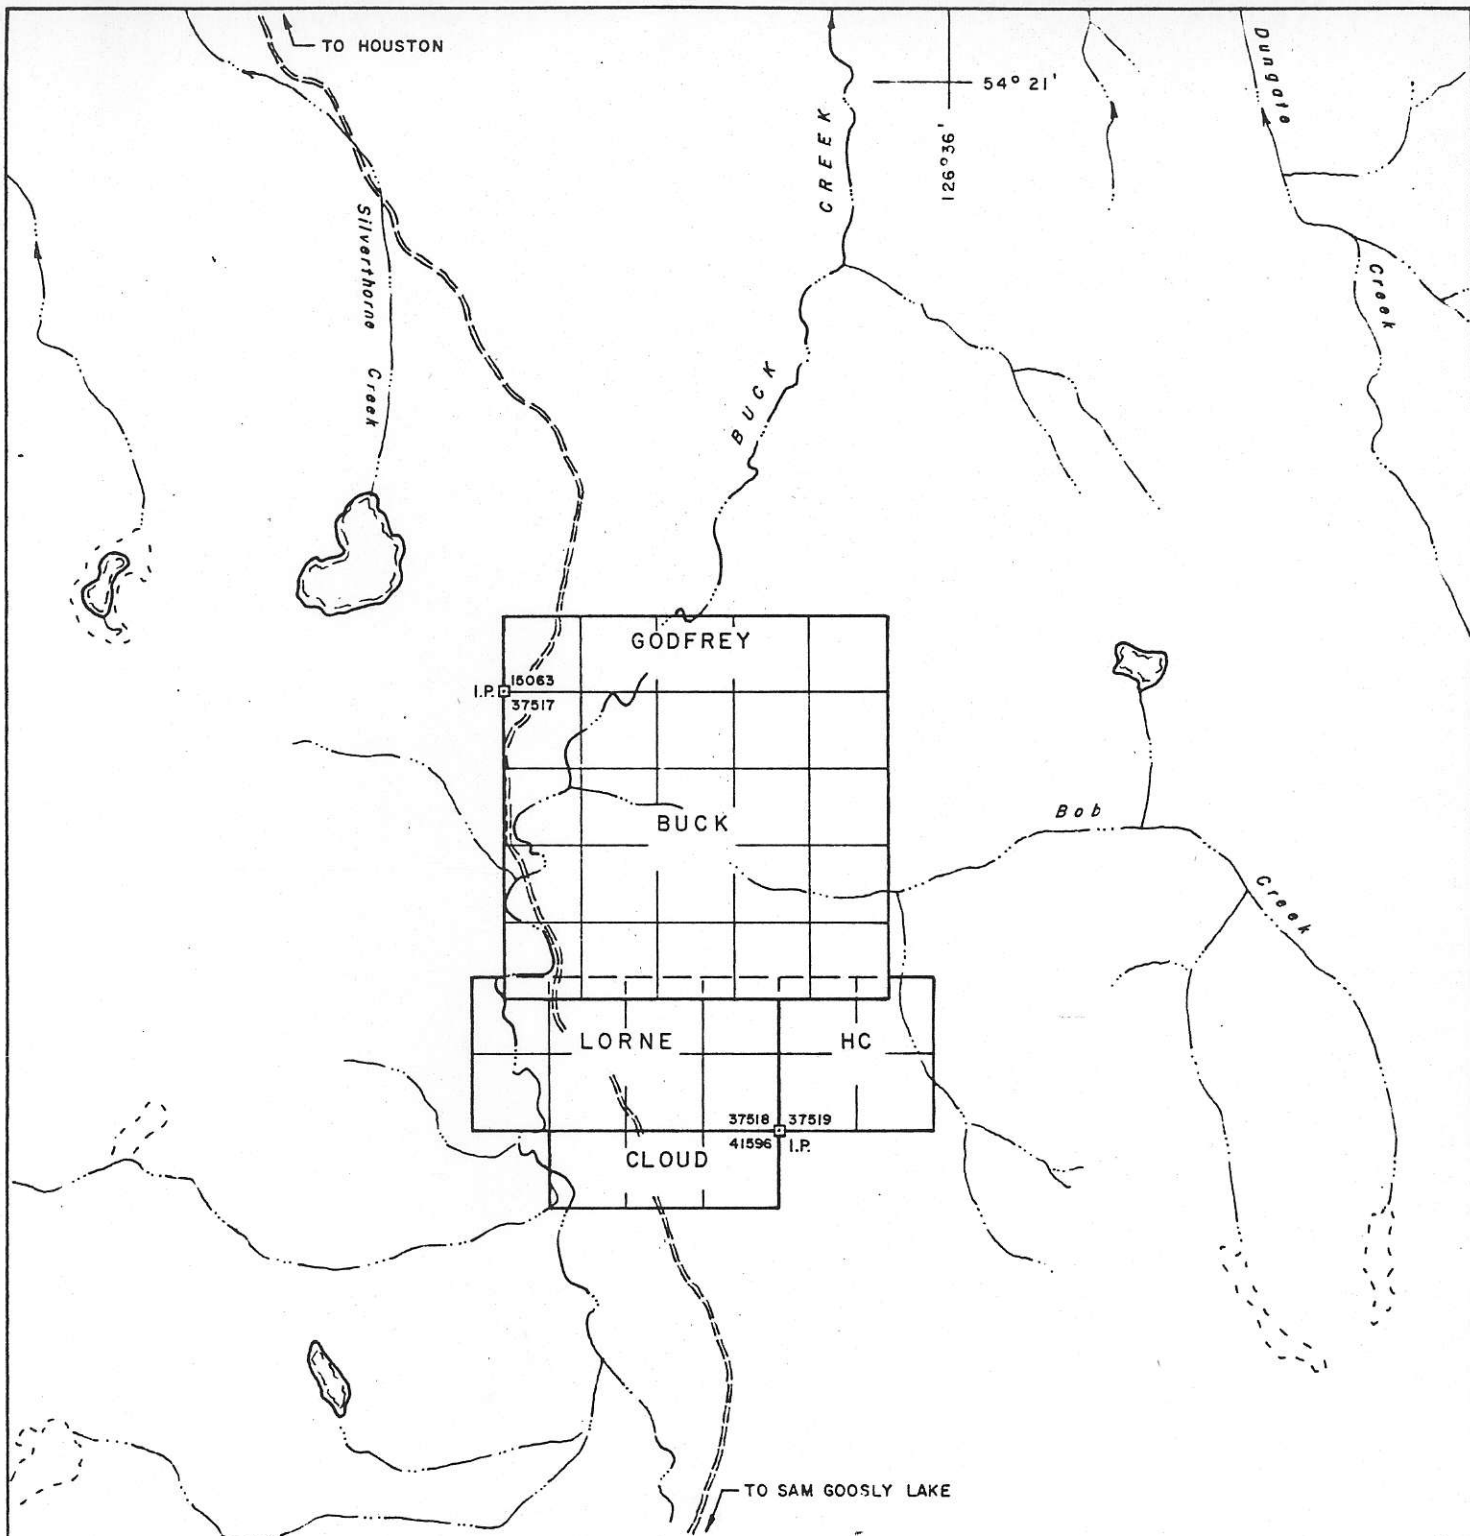 TO HOUSTON
54° 21'
126° 36'
Dungate
Creek
BUCK CREEK
Silverthorne Creek
GODFREY
I.P.
15063
37517
BUCK
Bob
Creek
LORNE
HC
37518
37519
41596
I.P.
CLOUD
TO SAM GOOSLY LAKE